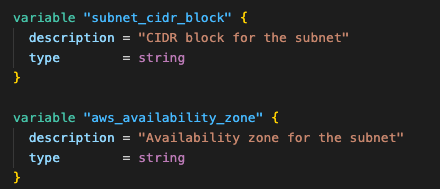 variable "subnet_cidr_block" {
  description = "CIDR block for the subnet"
  type        = string
}

variable "aws_availability_zone" {
  description = "Availability zone for the subnet"
  type        = string
}